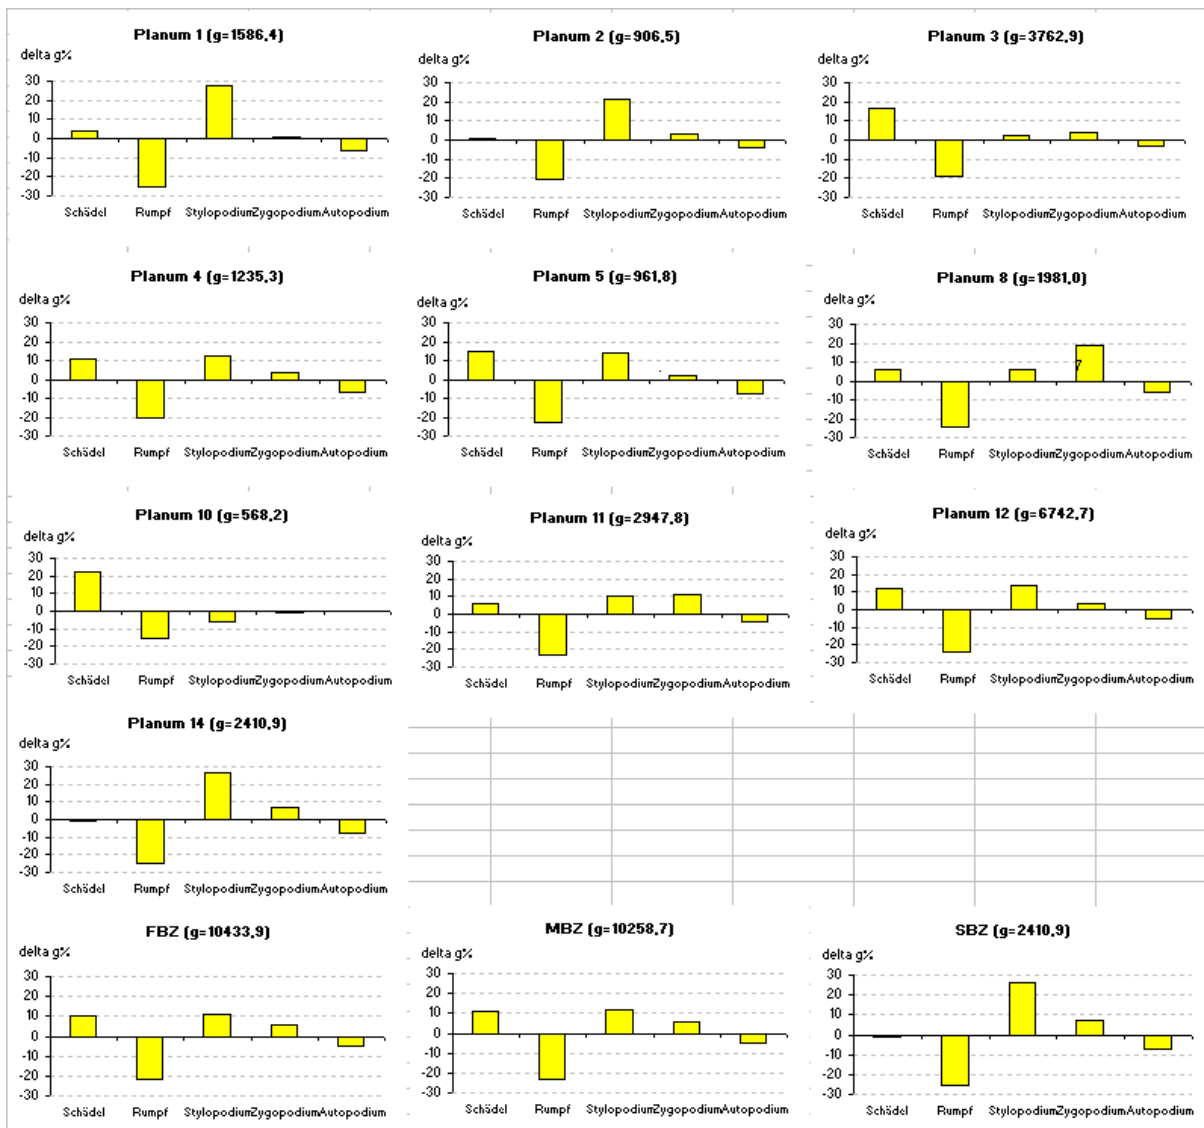 Planum 1 (g=1586,4)
delta g%
30
20
10
0
-10
-20
-30
Schädel Rumpf Stylopodium Zygopodium Autopodium
Planum 2 (g=906,5)
delta g%
30
20
10
0
-10
-20
-30
Schädel Rumpf Stylopodium Zygopodium Autopodium
Planum 3 (g=3762,9)
delta g%
30
20
10
0
-10
-20
-30
Schädel Rumpf Stylopodium Zygopodium Autopodium
Planum 4 (g=1235,3)
delta g%
30
20
10
0
-10
-20
-30
Schädel Rumpf Stylopodium Zygopodium Autopodium
Planum 5 (g=961,8)
delta g%
30
20
10
0
-10
-20
-30
Schädel Rumpf Stylopodium Zygopodium Autopodium
Planum 8 (g=1981,0)
delta g%
30
20
10
0
-10
-20
-30
7
Schädel Rumpf Stylopodium Zygopodium Autopodium
Planum 10 (g=568,2)
delta g%
30
20
10
0
-10
-20
-30
Schädel Rumpf Stylopodium Zygopodium Autopodium
Planum 11 (g=2947,8)
delta g%
30
20
10
0
-10
-20
-30
Schädel Rumpf Stylopodium Zygopodium Autopodium
Planum 12 (g=6742,7)
delta g%
30
20
10
0
-10
-20
-30
Schädel Rumpf Stylopodium Zygopodium Autopodium
Planum 14 (g=2410,9)
delta g%
30
20
10
0
-10
-20
-30
Schädel Rumpf Stylopodium Zygopodium Autopodium
FBZ (g=10433,9)
delta g%
30
20
10
0
-10
-20
-30
Schädel Rumpf Stylopodium Zygopodium Autopodium
MBZ (g=10258,7)
delta g%
30
20
10
0
-10
-20
-30
Schädel Rumpf Stylopodium Zygopodium Autopodium
SBZ (g=2410,9)
delta g%
30
20
10
0
-10
-20
-30
Schädel Rumpf Stylopodium Zygopodium Autopodium